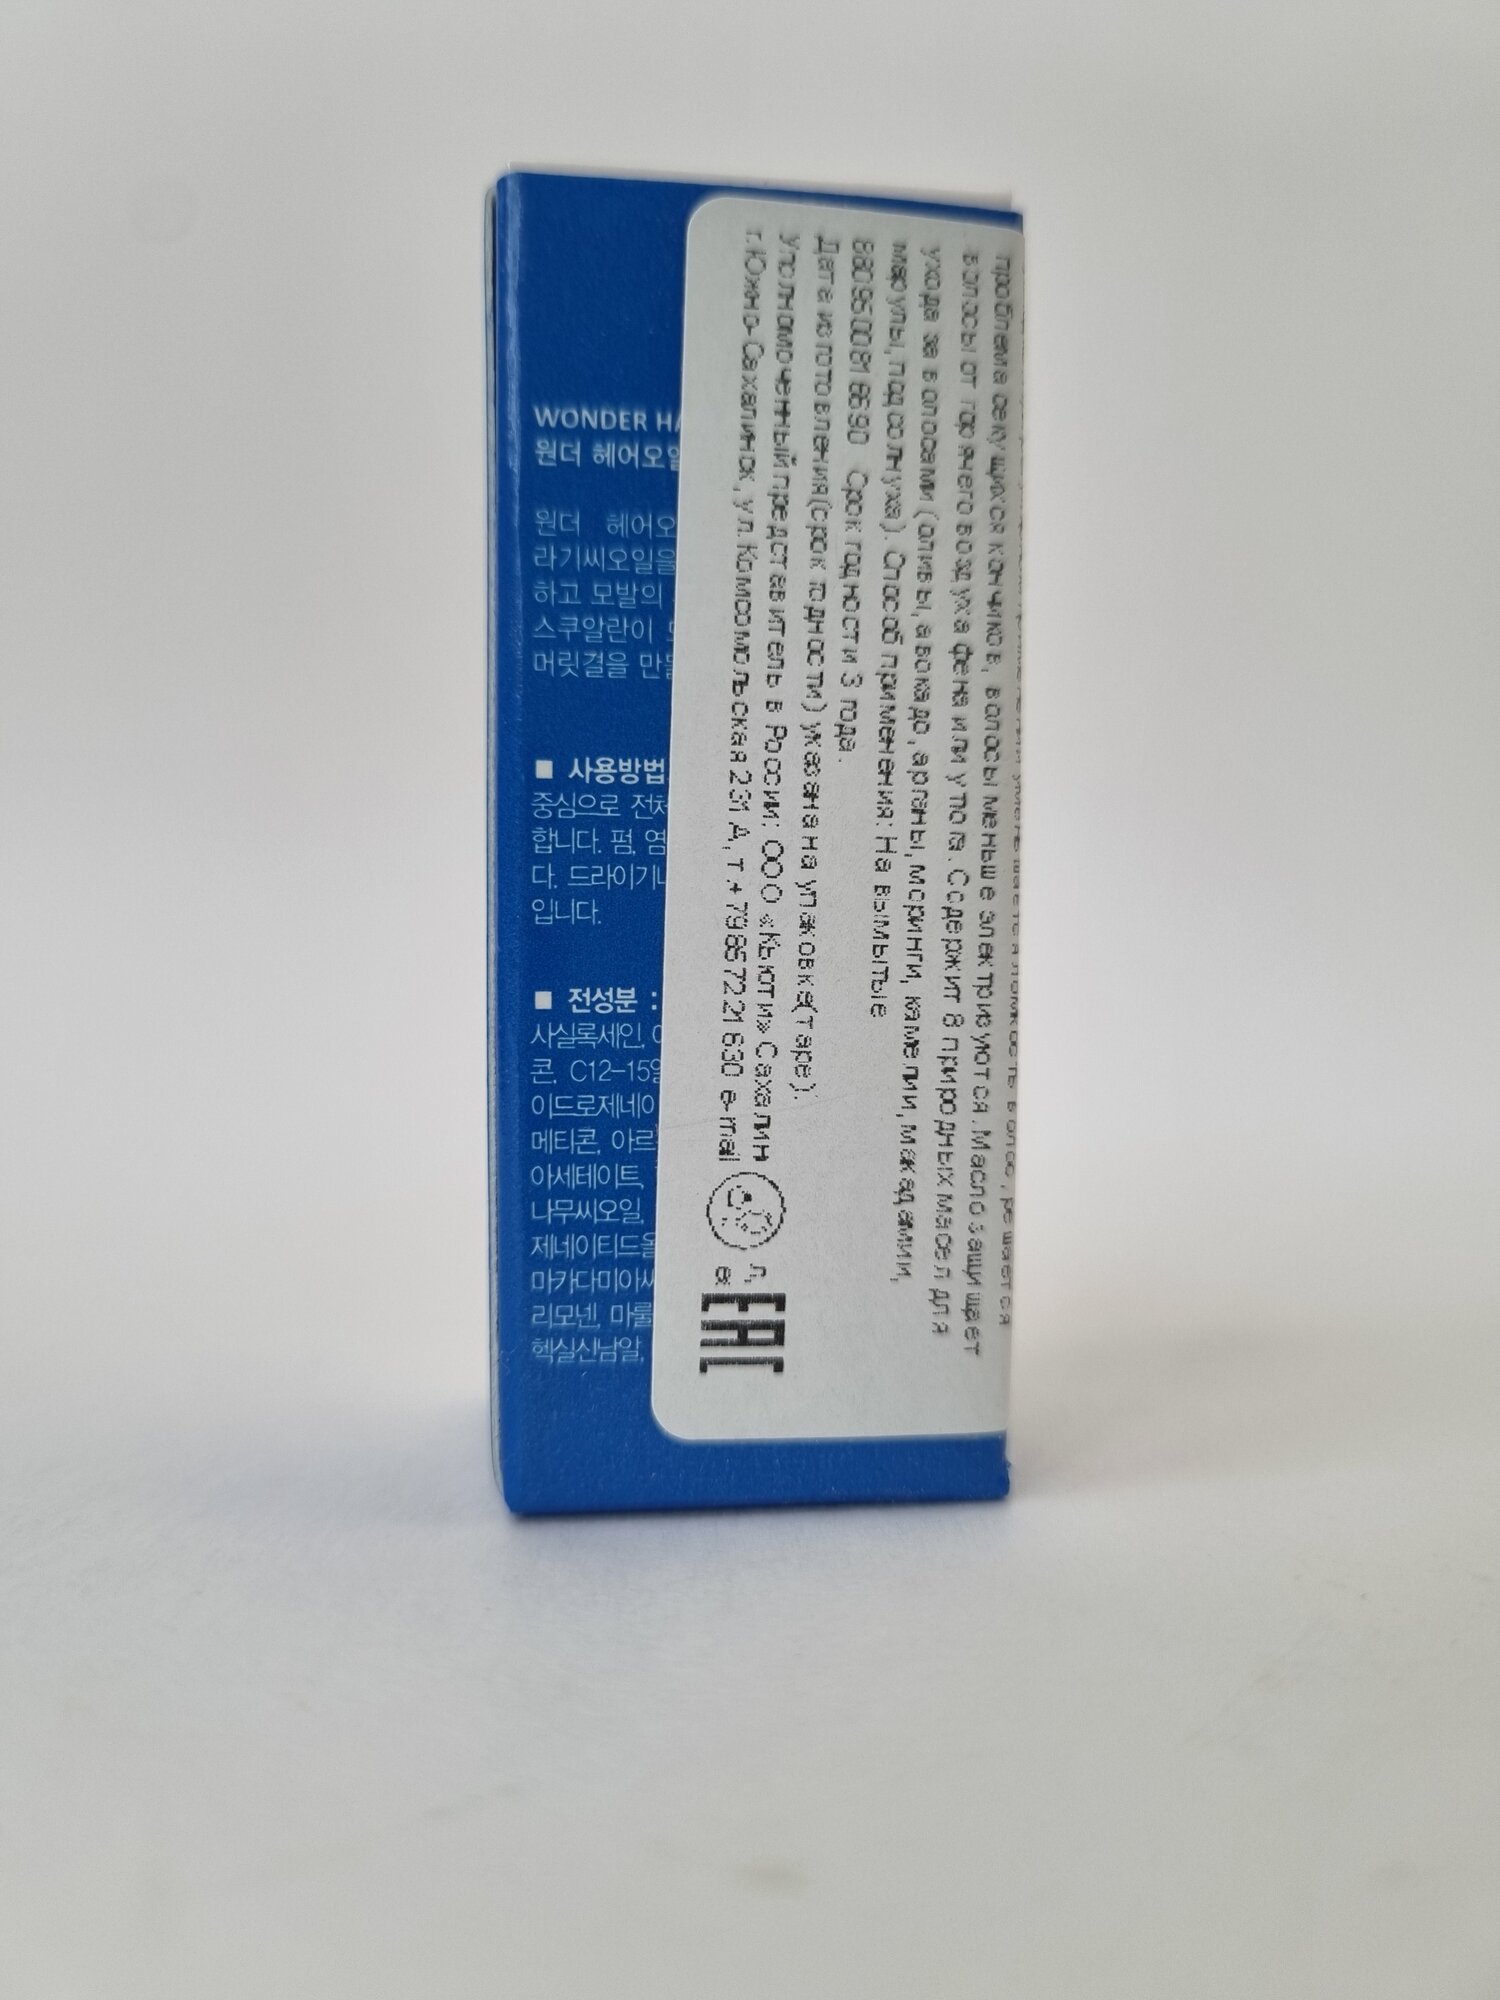 WONDER HA
원더 헤어오일
원더 헤어오
라기씨오일을
하고 모발의
스쿠알란이
머릿결을 만들
■ 사용방법
중심으로 전체
합니다. 펌, 염
다. 드라이기
입니다.
■ 전성분 :
사실록세인,
콘, C12-15알
이드로제네이
메티콘, 아르
아세테이트,
나무씨오일,
제네이티드올
마카다미아씨
리모넨, 마룰
헥실신남알,
уменьшается ломкость волос, решается
проблема секущихся кончиков, волосы меньше электризуются. Масло защищает
волосы от горячего воздуха фена или утюга. Содержит 8 природных масел для
ухода за волосами (оливы, авокадо, арганы, моринги, камелии, макадамии,
марулы, подсолнуха). Способ применения: На вымытые
8809500818690 Срок годности 3 года.
Дата изготовления(срок годности) указана на упаковке(таре).
Уполномоченный представитель в России: ООО «Кьюти» Сахалин
г.Южно-Сахалинск, ул.Комсомольская 231 А, т.+79867221630 e-mail
EAC